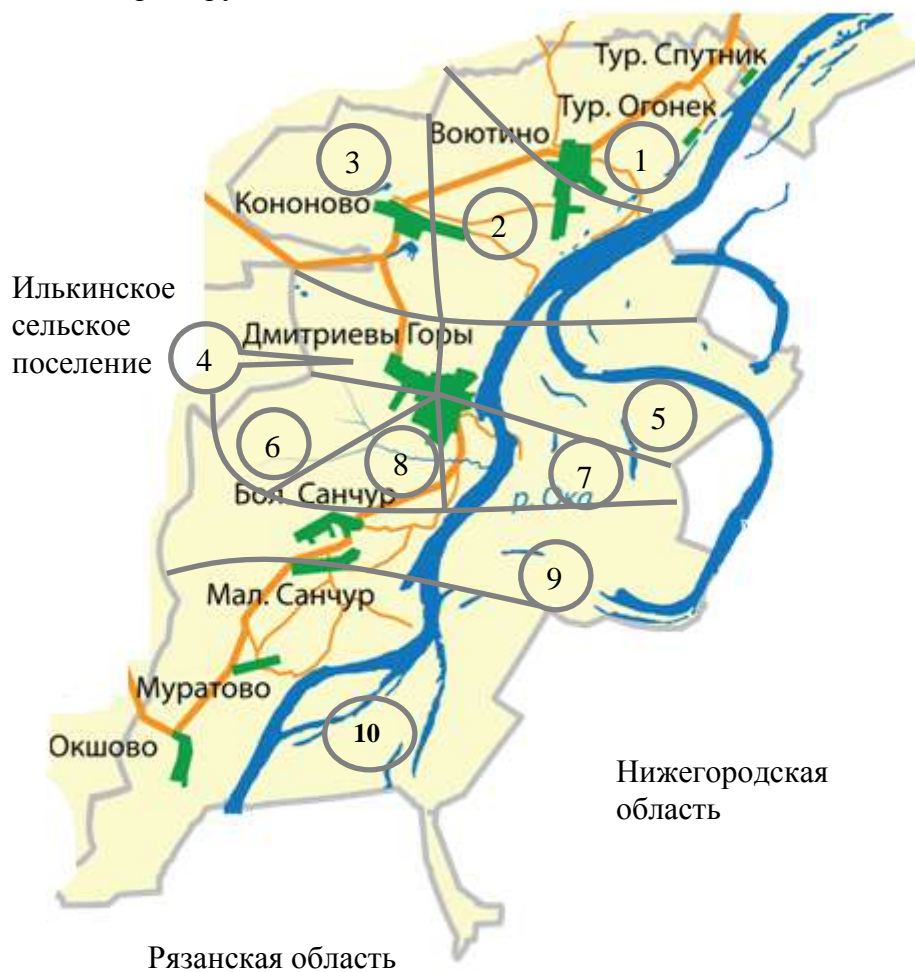 Тур. Спутник
Тур. Огонек
Воютино
1
3
Кононово
2
Илькинское
сельское
поселение
Дмитриевы Горы
4
5
6
8
7
Бол. Санчур
р. Ока
9
Мал. Санчур
Муратово
10
Окшово
Нижегородская
область
Рязанская область